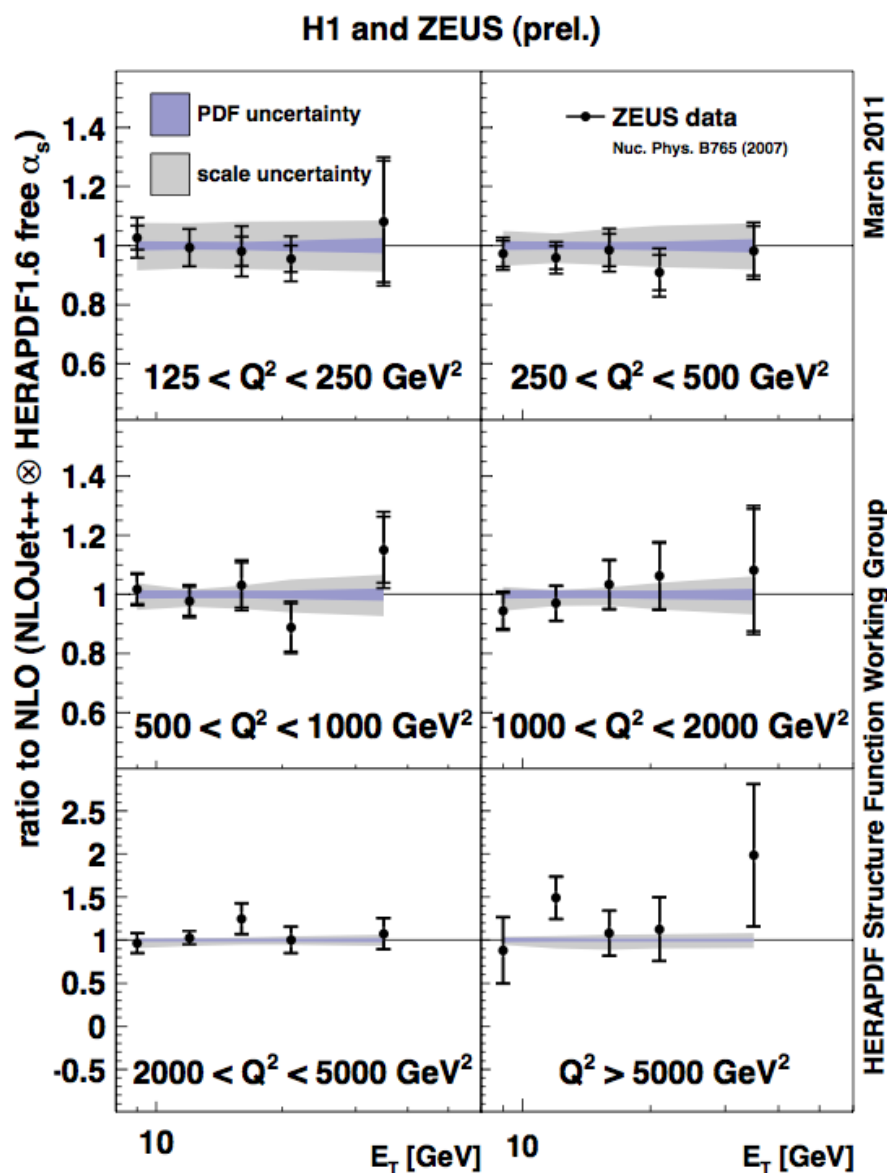 H1 and ZEUS (prel.)
ratio to NLO (NLOJet++ ⊗ HERAPDF1.6 free αₛ)
PDF uncertainty
scale uncertainty
1.4
1.2
1
0.8
0.6
125 < Q² < 250 GeV²
ZEUS data
Nuc. Phys. B765 (2007)
250 < Q² < 500 GeV²
March 2011
1.4
1.2
1
0.8
0.6
500 < Q² < 1000 GeV²
1000 < Q² < 2000 GeV²
HERAPDF Structure Function Working Group
2.5
2
1.5
1
0.5
0
-0.5
2000 < Q² < 5000 GeV²
Q² > 5000 GeV²
10
E_T [GeV]
10
E_T [GeV]